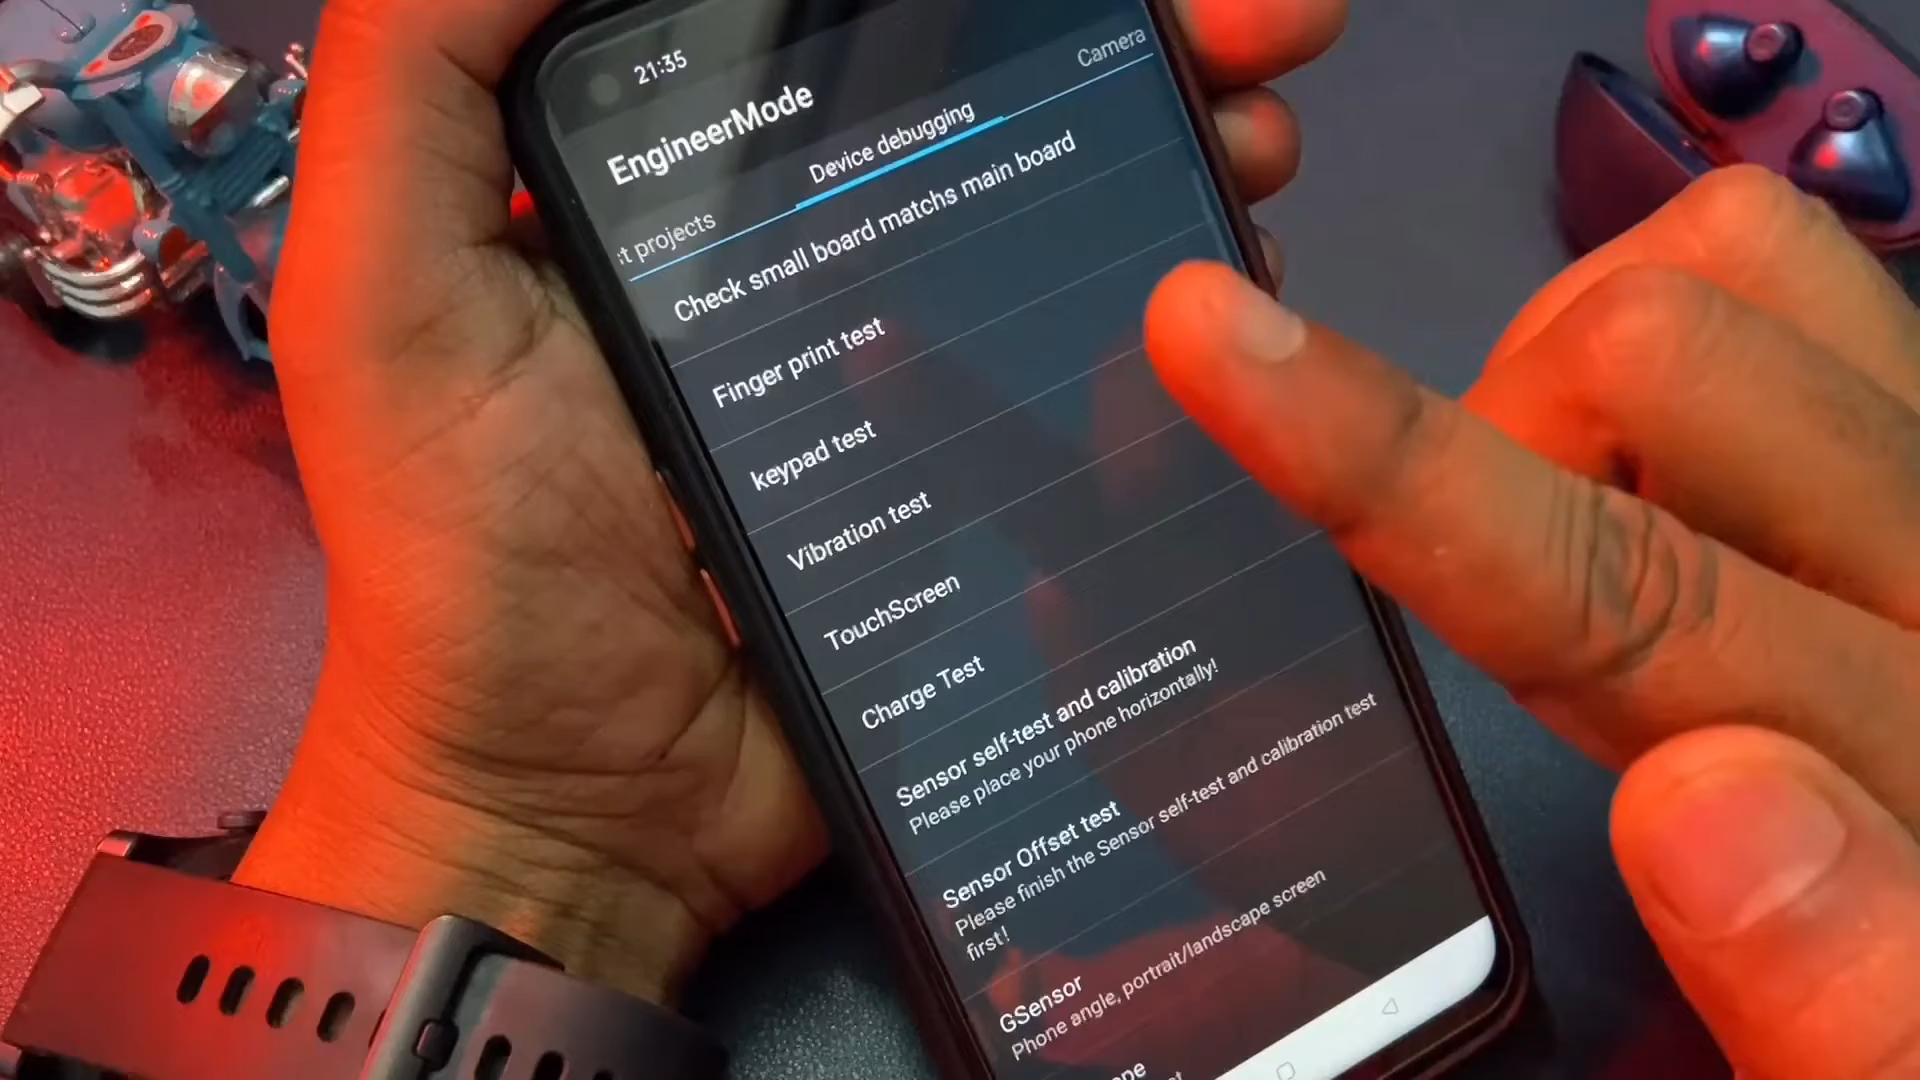 21:35
EngineerMode
t projects
Device debugging
Camera
Check small board matchs main board
Finger print test
keypad test
Vibration test
TouchScreen
Charge Test
Sensor self-test and calibration
Please place your phone horizontally!
Sensor Offset test
Please finish the Sensor self-test and calibration test
first!
GSensor
Phone angle, portrait/landscape screen